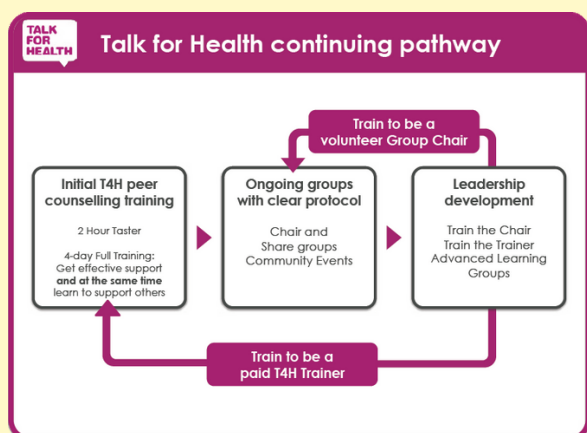 TALK
FOR
HEALTH
Talk for Health continuing pathway
Train to be a
volunteer Group Chair
Initial T4H peer
counselling training
2 Hour Taster
4-day Full Training:
Get effective support
and at the same time
learn to support others
Ongoing groups
with clear protocol
Chair and
Share groups
Community Events
Leadership
development
Train the Chair
Train the Trainer
Advanced Learning
Groups
Train to be a
paid T4H Trainer